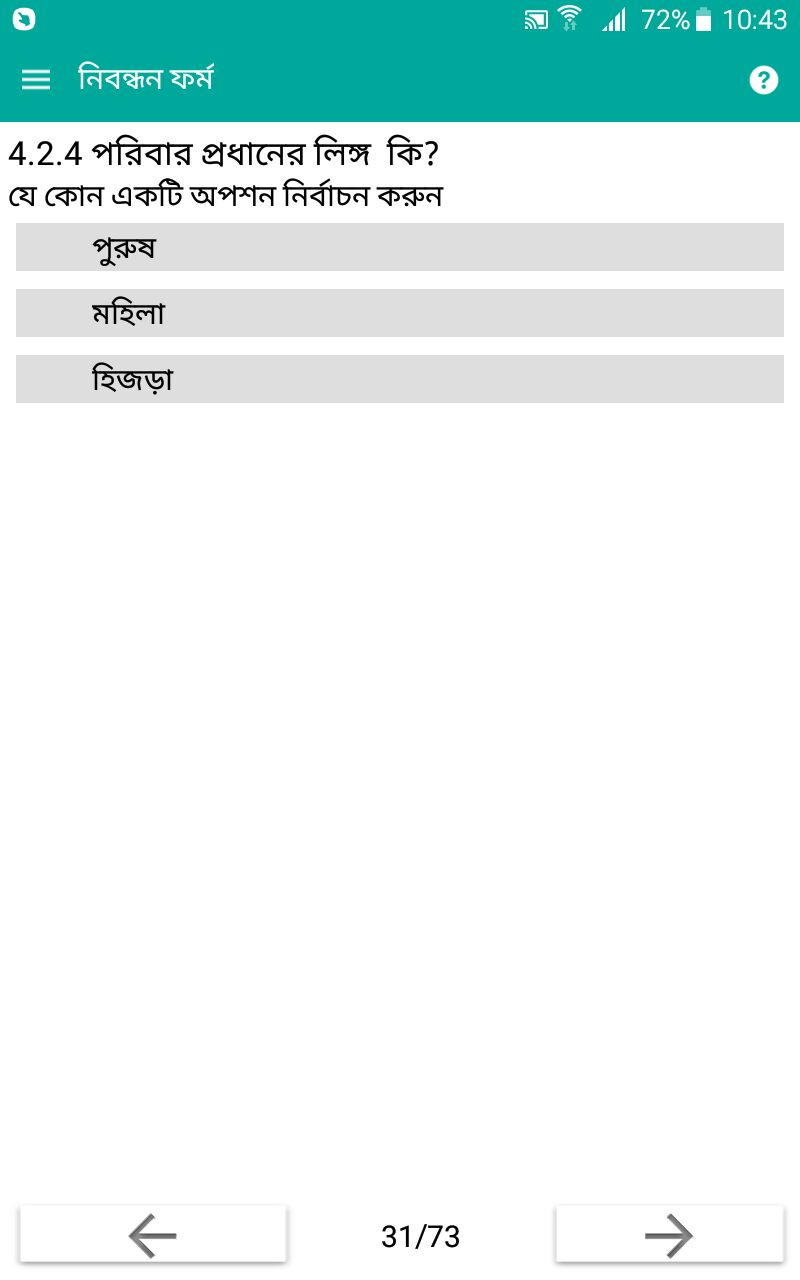 72% 10:43
নিবন্ধন ফর্ম
4.2.4 পরিবার প্রধানের লিঙ্গ  কি?
যে কোন একটি অপশন নির্বাচন করুন
পুরুষ
মহিলা
হিজড়া
31/73